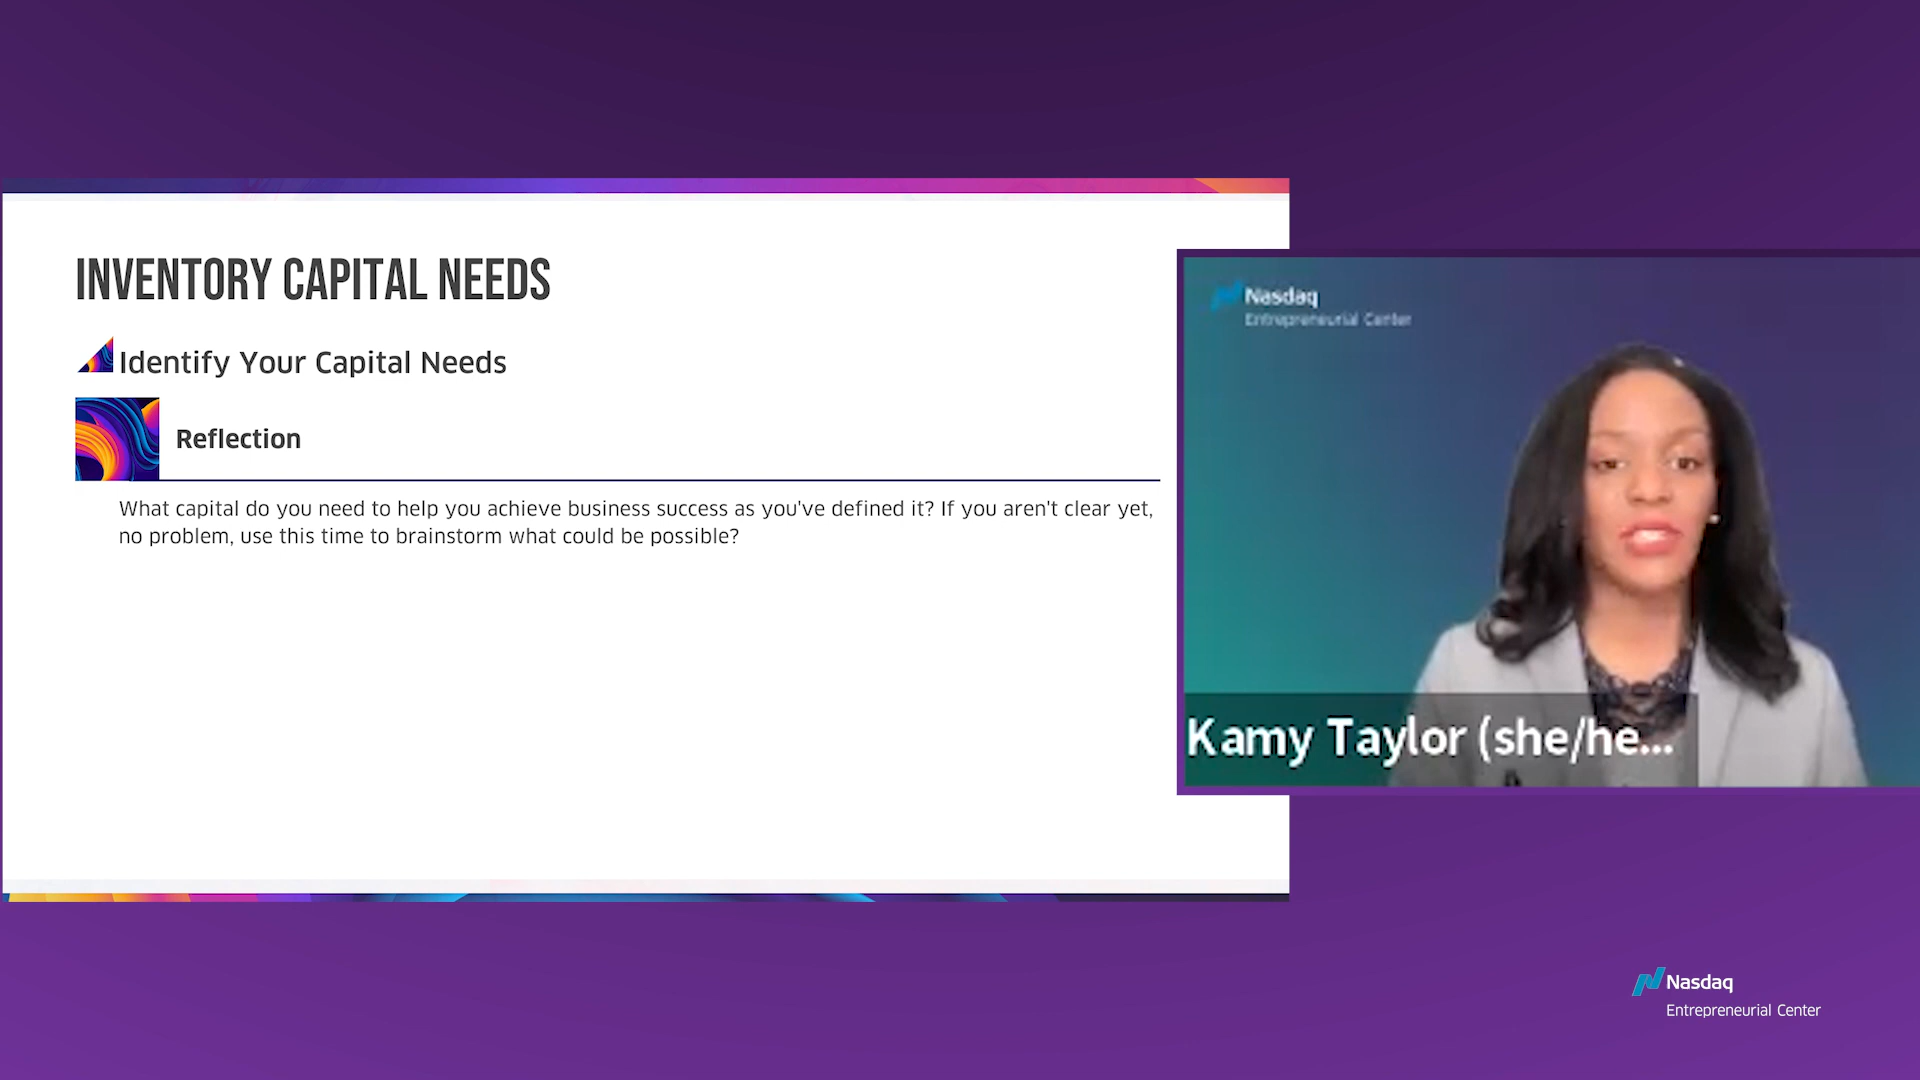 INVENTORY CAPITAL NEEDS
Identify Your Capital Needs
Reflection
What capital do you need to help you achieve business success as you've defined it? If you aren't clear yet,
no problem, use this time to brainstorm what could be possible?
Nasdaq
Entrepreneurial Center
Kamy Taylor (she/he...
Nasdaq
Entrepreneurial Center